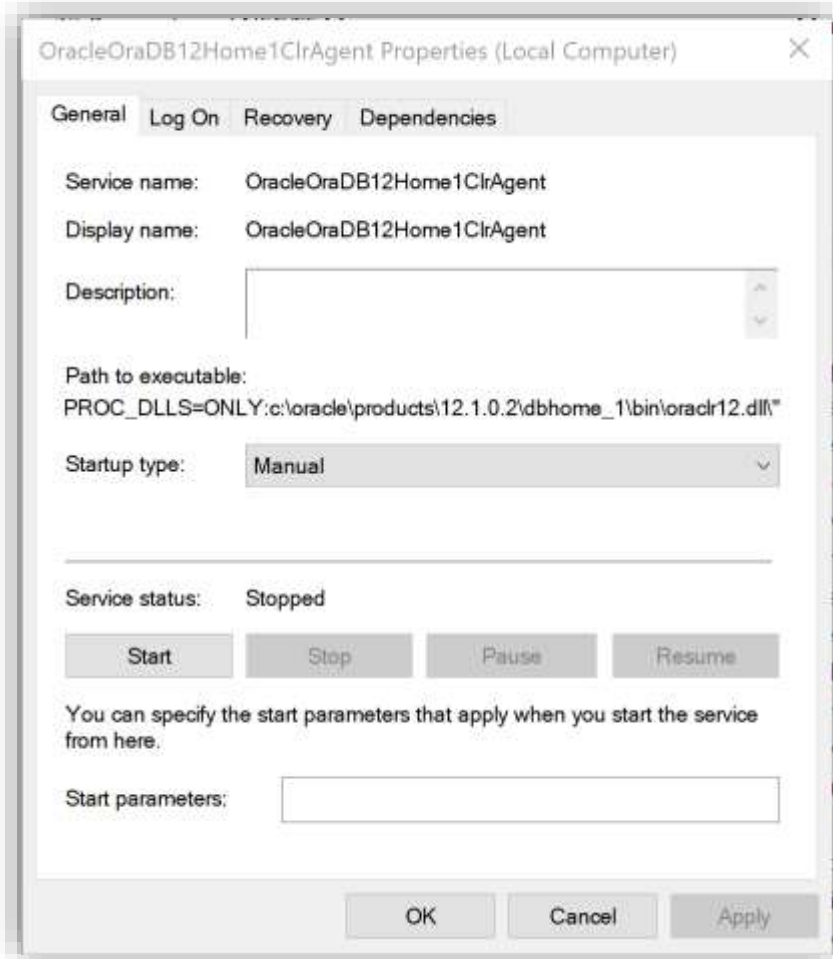 OracleOraDB12Home1ClrAgent Properties (Local Computer)
General Log On Recovery Dependencies
Service name: OracleOraDB12Home1ClrAgent
Display name: OracleOraDB12Home1ClrAgent
Description:
Path to executable:
PROC_DLLS=ONLY:c:\oracle\products\12.1.0.2\dbhome_1\bin\oraclr12.dll\"
Startup type: Manual
Service status: Stopped
Start Stop Pause Resume
You can specify the start parameters that apply when you start the service
from here.
Start parameters:
OK Cancel Apply